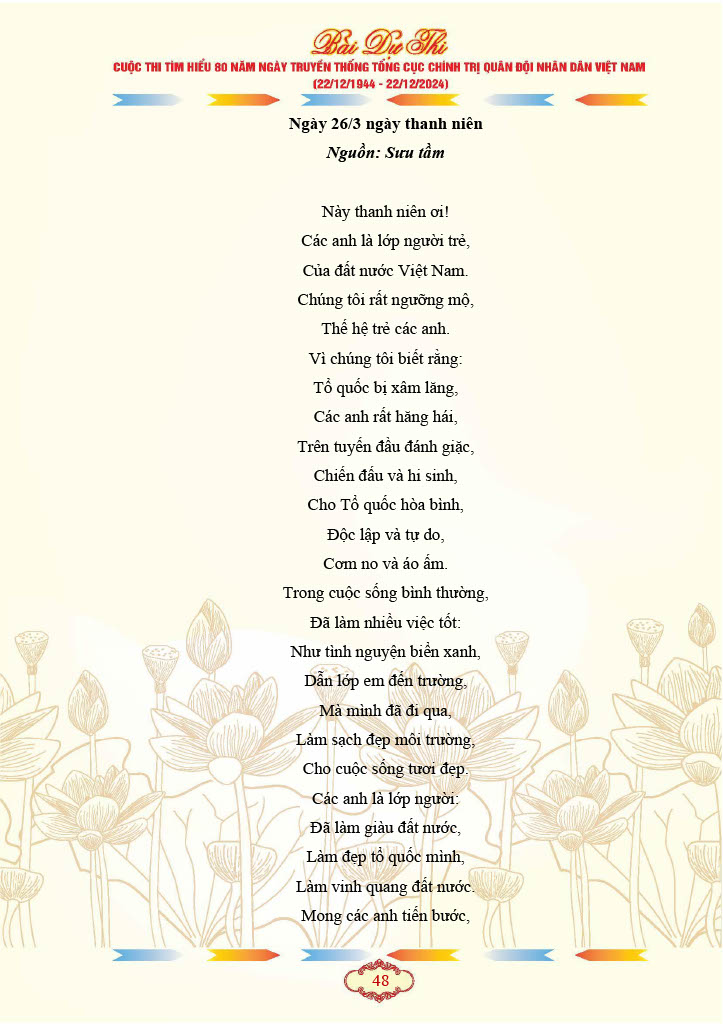 Bài Dự Thi
CUỘC THI TÌM HIỂU 80 NĂM NGÀY TRUYỀN THỐNG TỔNG CỤC CHÍNH TRỊ QUÂN ĐỘI NHÂN DÂN VIỆT NAM
(22/12/1944 - 22/12/2024)
Ngày 26/3 ngày thanh niên
Nguồn: Sưu tầm
Này thanh niên ơi!
Các anh là lớp người trẻ,
Của đất nước Việt Nam.
Chúng tôi rất ngưỡng mộ,
Thế hệ trẻ các anh.
Vì chúng tôi biết rằng:
Tổ quốc bị xâm lăng,
Các anh rất hăng hái,
Trên tuyến đầu đánh giặc,
Chiến đấu và hi sinh,
Cho Tổ quốc hòa bình,
Độc lập và tự do,
Cơm no và áo ấm.
Trong cuộc sống bình thường,
Đã làm nhiều việc tốt:
Như tình nguyện biển xanh,
Dẫn lớp em đến trường,
Mà mình đã đi qua,
Làm sạch đẹp môi trường,
Cho cuộc sống tươi đẹp.
Các anh là lớp người:
Đã làm giàu đất nước,
Làm đẹp tổ quốc mình,
Làm vinh quang đất nước.
Mong các anh tiến bước,
48